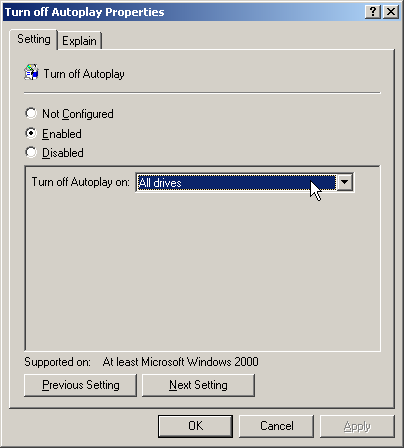 Turn off Autoplay Properties
Setting Explain
Turn off Autoplay
Not Configured
Enabled
Disabled
Turn off Autoplay on: All drives
Supported on: At least Microsoft Windows 2000
Previous Setting Next Setting
OK Cancel Apply